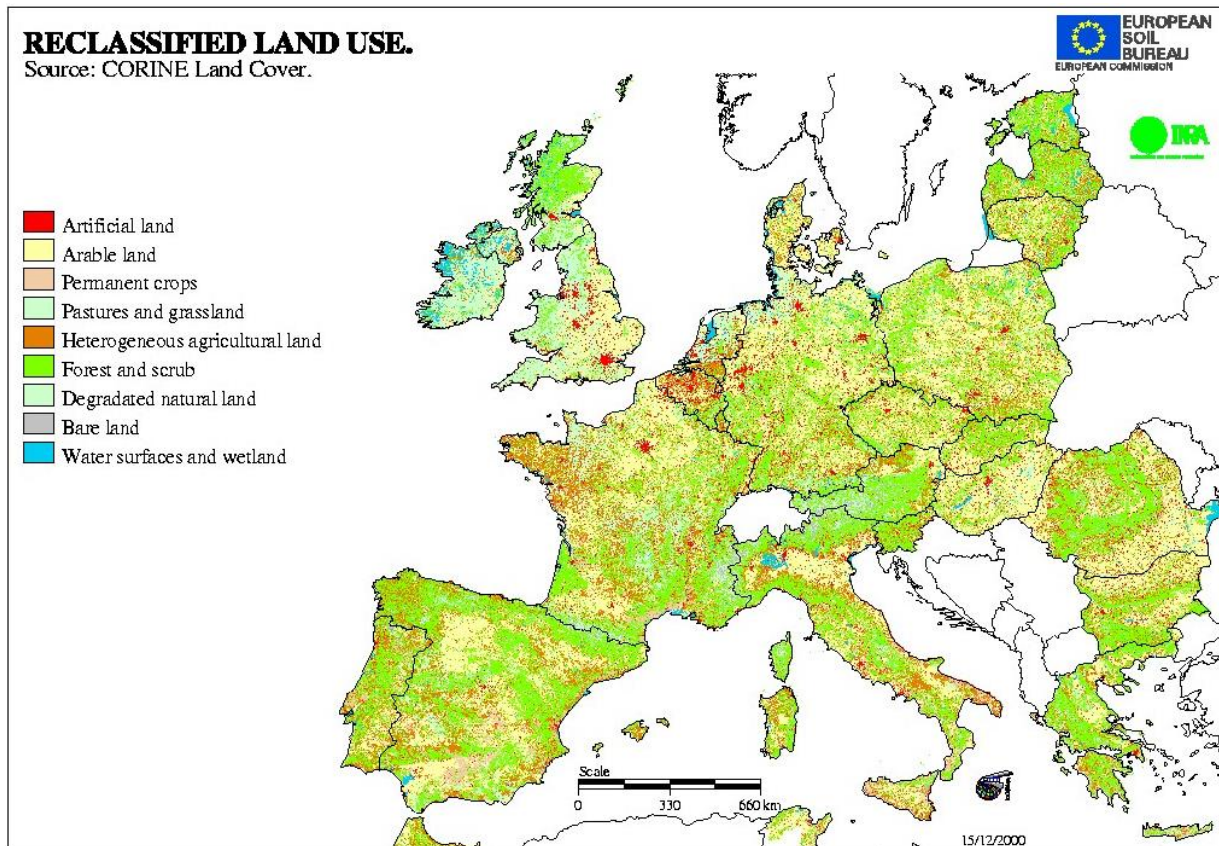 RECLASSIFIED LAND USE.
Source: CORINE Land Cover.
EUROPEAN
SOIL
BUREAU
EUROPEAN COMMISSION
INRA
Artificial land
Arable land
Permanent crops
Pastures and grassland
Heterogeneous agricultural land
Forest and scrub
Degradated natural land
Bare land
Water surfaces and wetland
Scale
0 330 660 km
15/12/2000